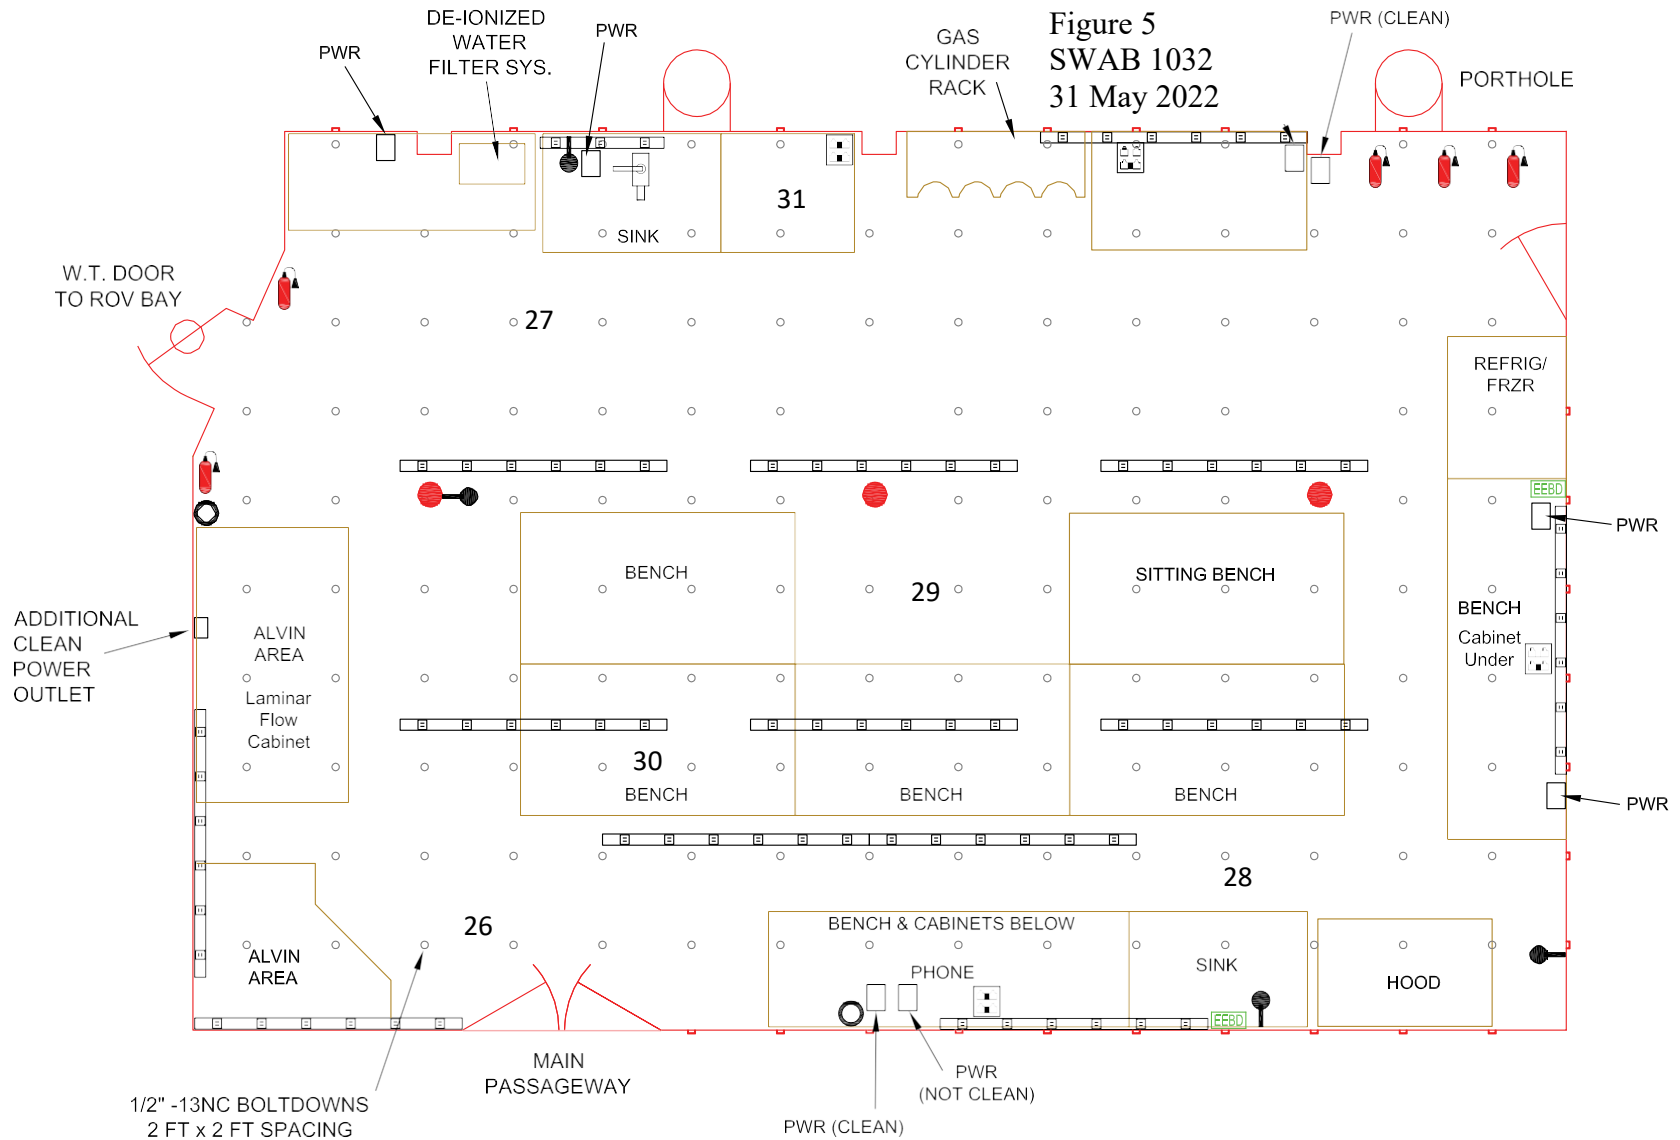 DE-IONIZED
WATER
FILTER SYS.
PWR
PWR
GAS
CYLINDER
RACK
Figure 5
SWAB 1032
31 May 2022
PWR (CLEAN)
PORTHOLE
31
SINK
W.T. DOOR
TO ROV BAY
27
REFRIG/
FRZR
EEBD
PWR
BENCH
SITTING BENCH
29
BENCH
Cabinet
Under
ADDITIONAL
CLEAN
POWER
OUTLET
ALVIN
AREA
Laminar
Flow
Cabinet
30
BENCH
BENCH
BENCH
PWR
28
26
BENCH & CABINETS BELOW
ALVIN
AREA
PHONE
SINK
HOOD
EEBD
MAIN
PASSAGEWAY
PWR
(NOT CLEAN)
PWR (CLEAN)
1/2" -13NC BOLTDOWNS
2 FT x 2 FT SPACING